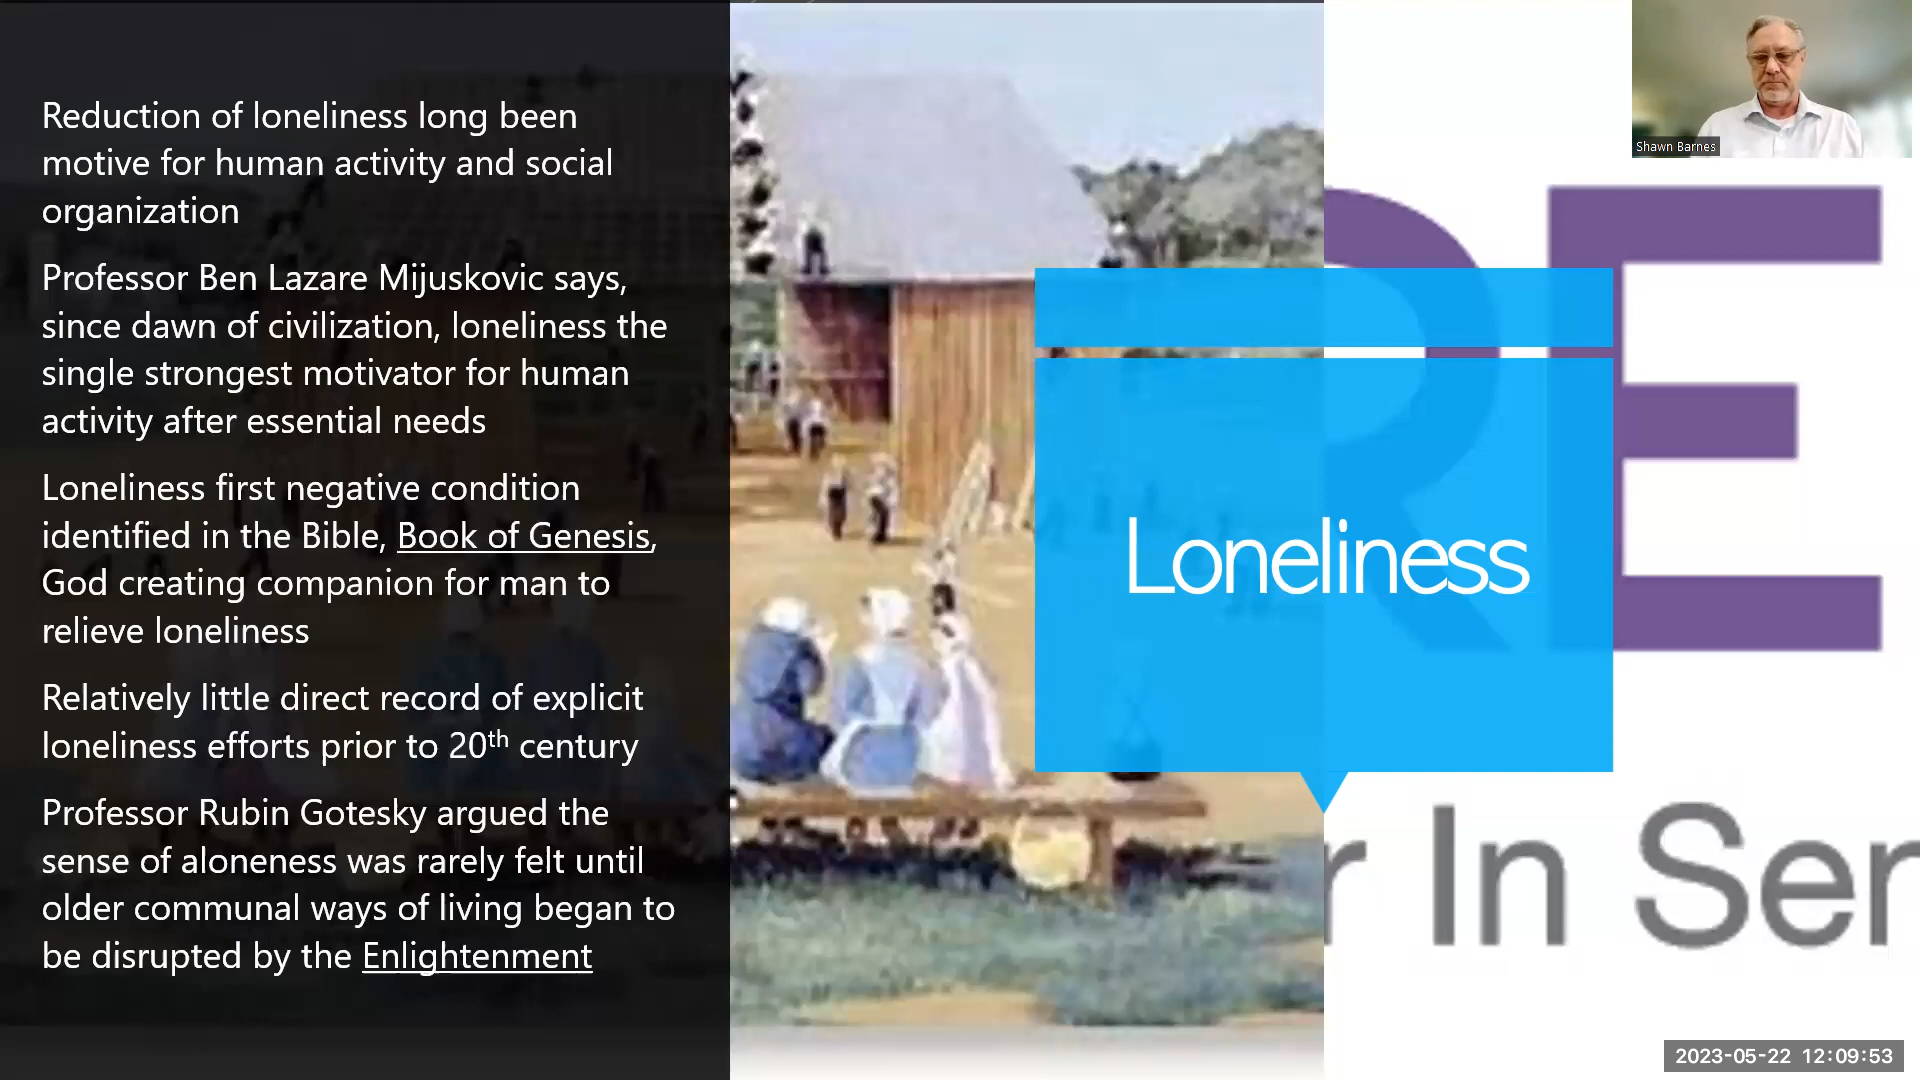 Reduction of loneliness long been
motive for human activity and social
organization
Professor Ben Lazare Mijuskovic says,
since dawn of civilization, loneliness the
single strongest motivator for human
activity after essential needs
Loneliness first negative condition
identified in the Bible, Book of Genesis,
God creating companion for man to
relieve loneliness
Relatively little direct record of explicit
loneliness efforts prior to 20th century
Professor Rubin Gotesky argued the
sense of aloneness was rarely felt until
older communal ways of living began to
be disrupted by the Enlightenment
Loneliness
RE
r In Ser
Shawn Barnes
2023-05-22 12:09:53